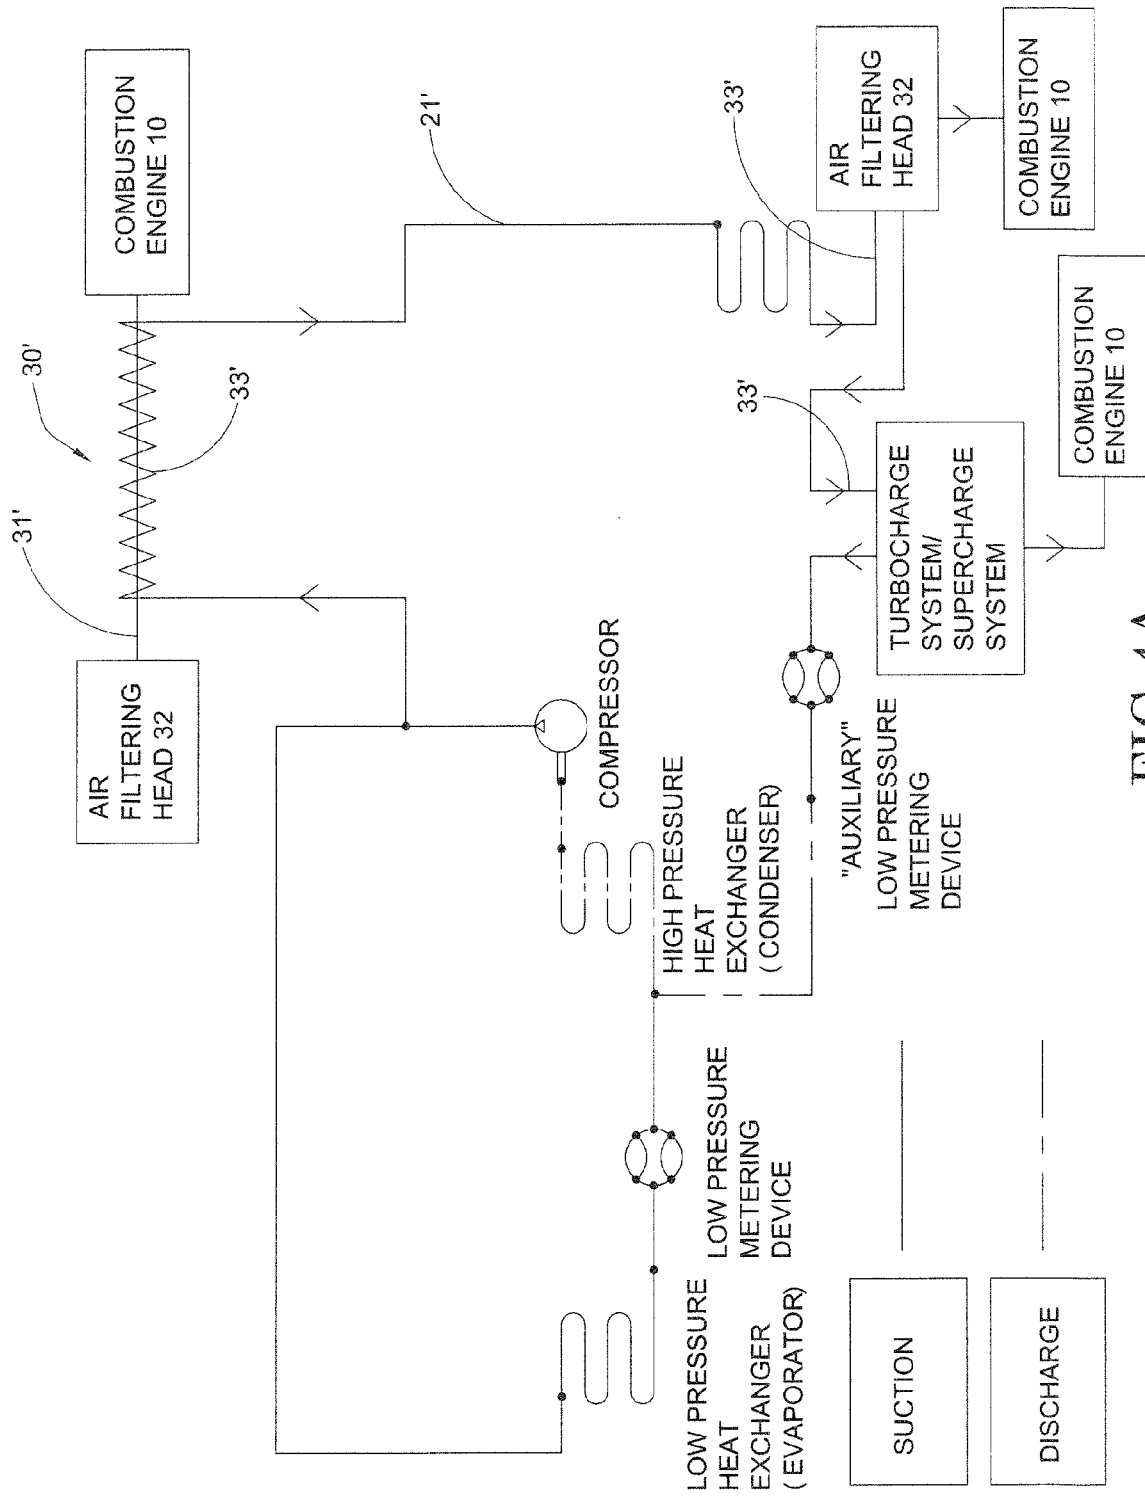 31'
30'
AIR
FILTERING
HEAD 32
COMBUSTION
ENGINE 10
33'
21'
COMPRESSOR
LOW PRESSURE
HEAT
EXCHANGER
( EVAPORATOR)
LOW PRESSURE
METERING
DEVICE
HIGH PRESSURE
HEAT
EXCHANGER
( CONDENSER)
33'
33'
"AUXILIARY"
LOW PRESSURE
METERING
DEVICE
TURBOCHARGE
SYSTEM/
SUPERCHARGE
SYSTEM
AIR
FILTERING
HEAD 32
COMBUSTION
ENGINE 10
COMBUSTION
ENGINE 10
SUCTION
DISCHARGE
FIG 4A